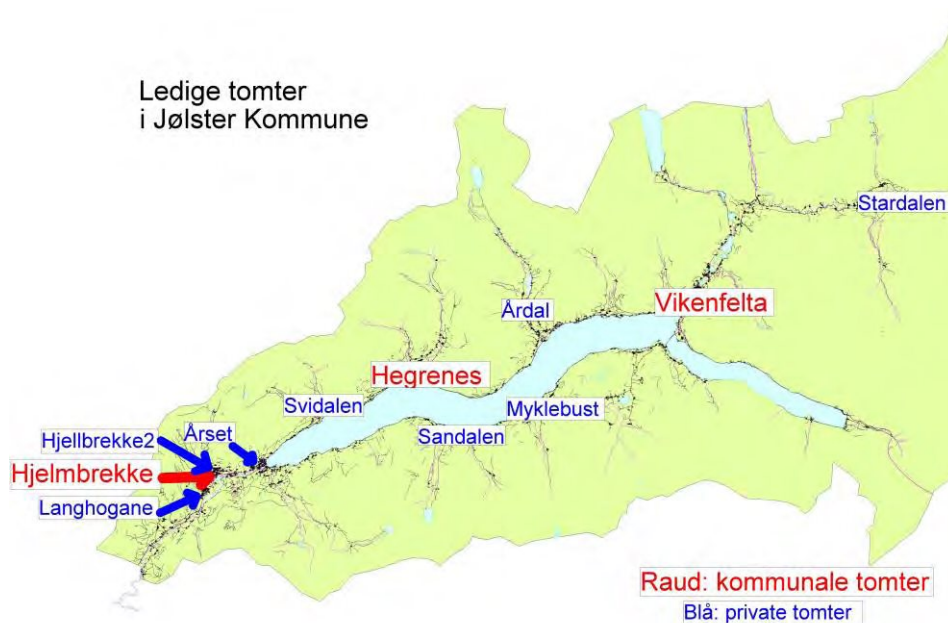 Ledige tomter
i Jølster Kommune
Stardalen
Vikenfelta
Årdal
Hegrenes
Svidalen
Myklebust
Sandalen
Årset
Hjellbrekke2
Hjelmbrekke
Langhogane
Raud: kommunale tomter
Blå: private tomter